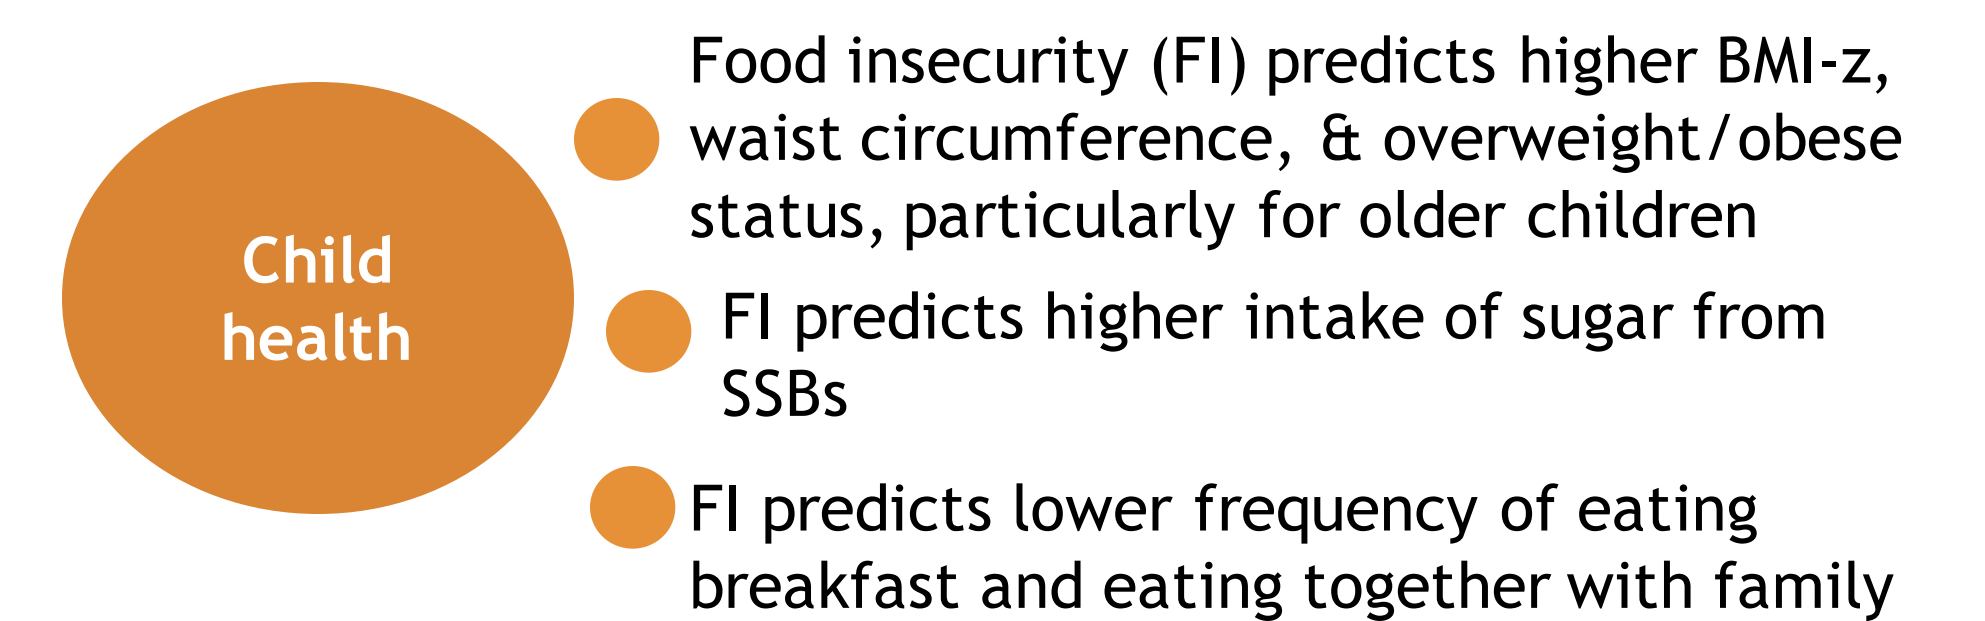 Child
health
Food insecurity (FI) predicts higher BMI-z,
waist circumference, & overweight/obese
status, particularly for older children
FI predicts higher intake of sugar from
SSBs
FI predicts lower frequency of eating
breakfast and eating together with family